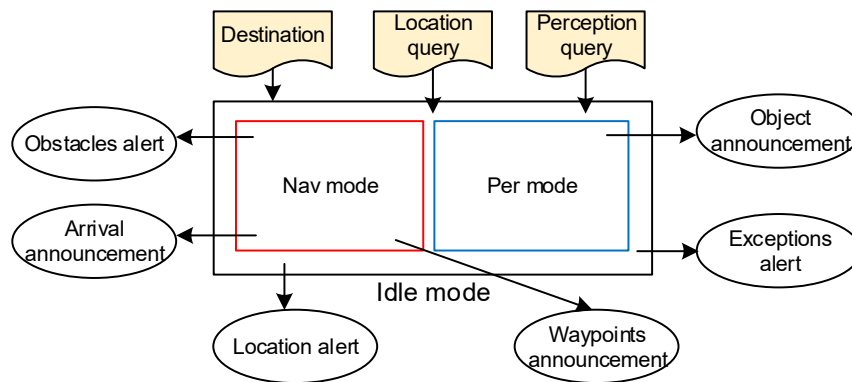 Destination
Location
query
Perception
query
Obstacles alert
Object
announcement
Nav mode
Per mode
Arrival
announcement
Exceptions
alert
Idle mode
Location alert
Waypoints
announcement